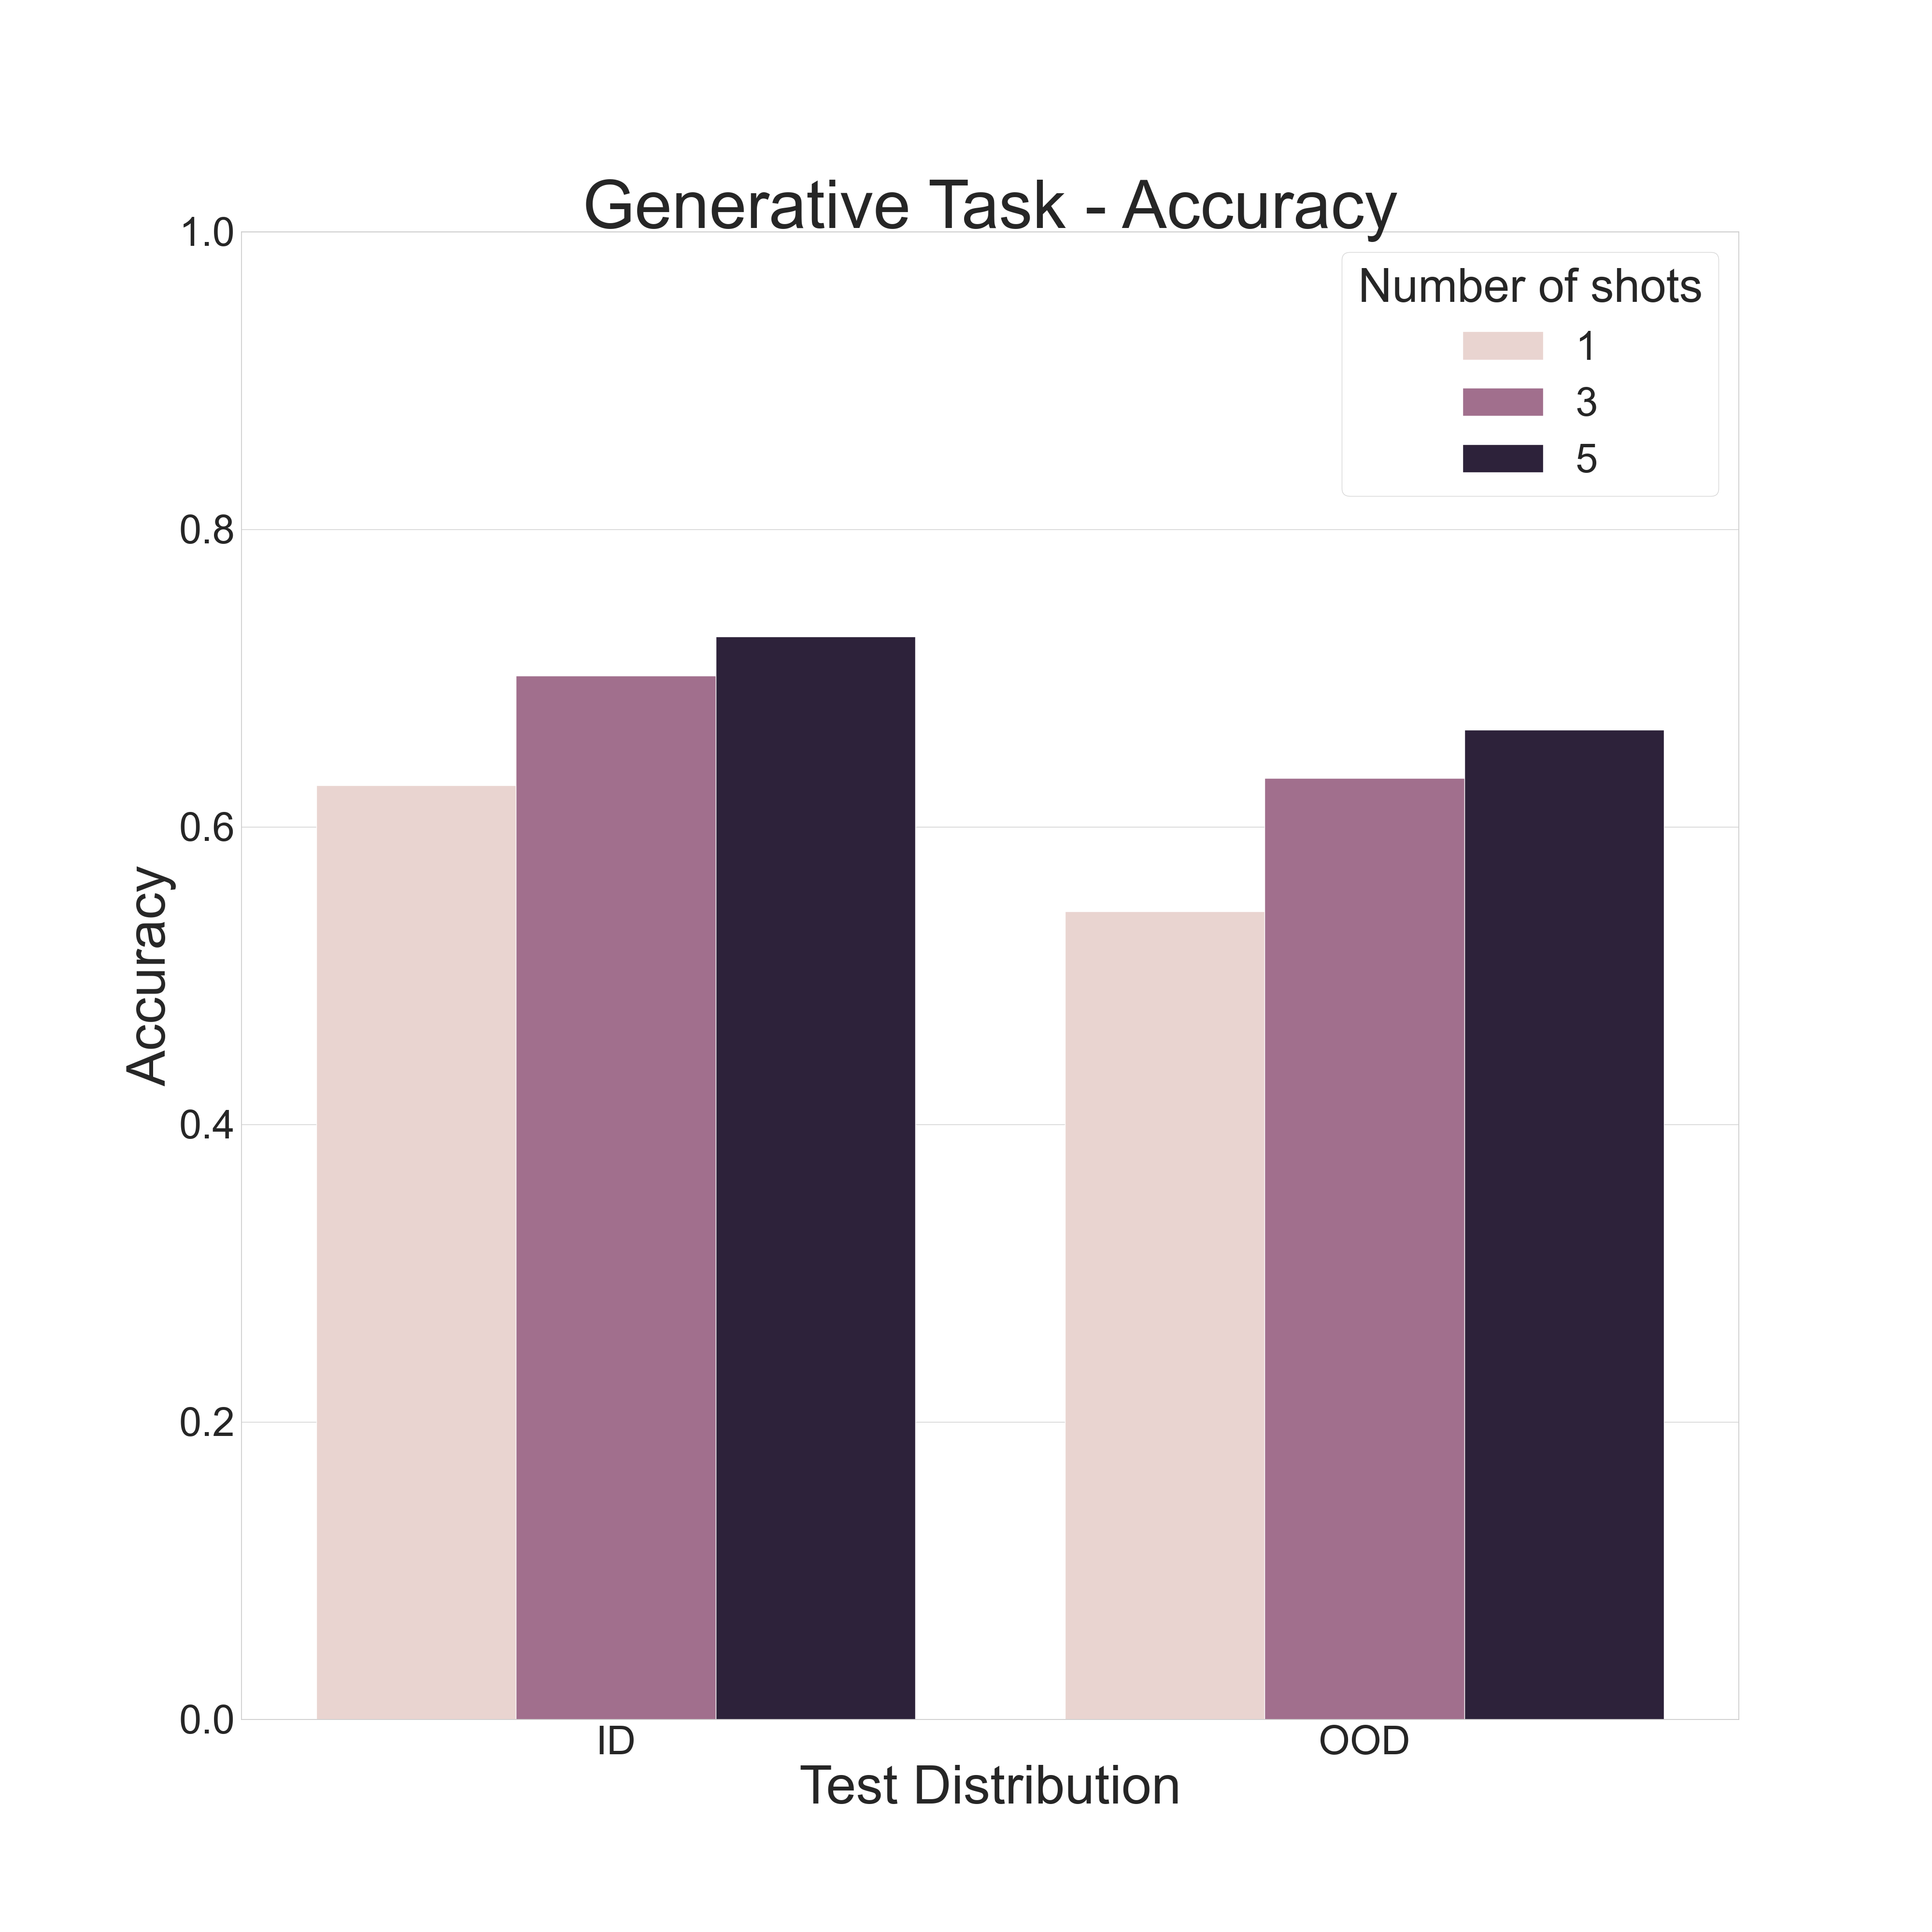 Generative Task - Accuracy
1.0
0.8
0.6
0.4
0.2
0.0
Accuracy
Number of shots
1
3
5
ID
OOD
Test Distribution